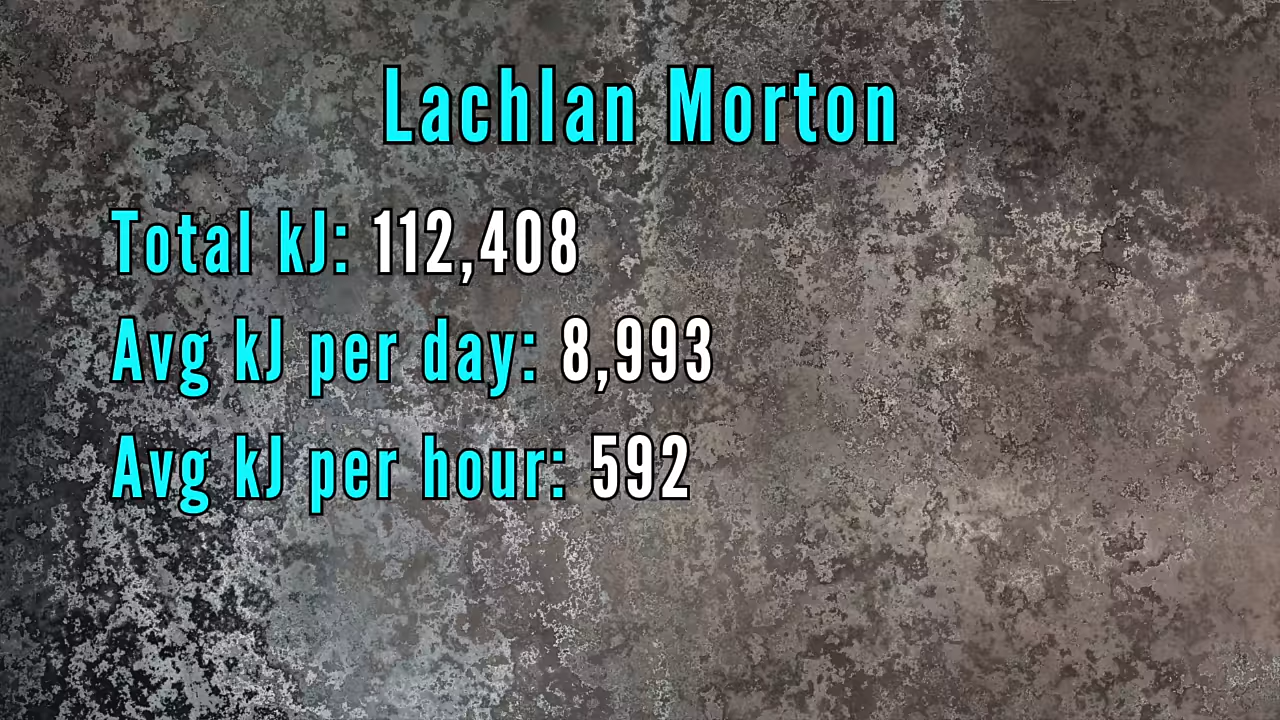 Lachlan Morton
Total kJ: 112,408
Avg kJ per day: 8,993
Avg kJ per hour: 592